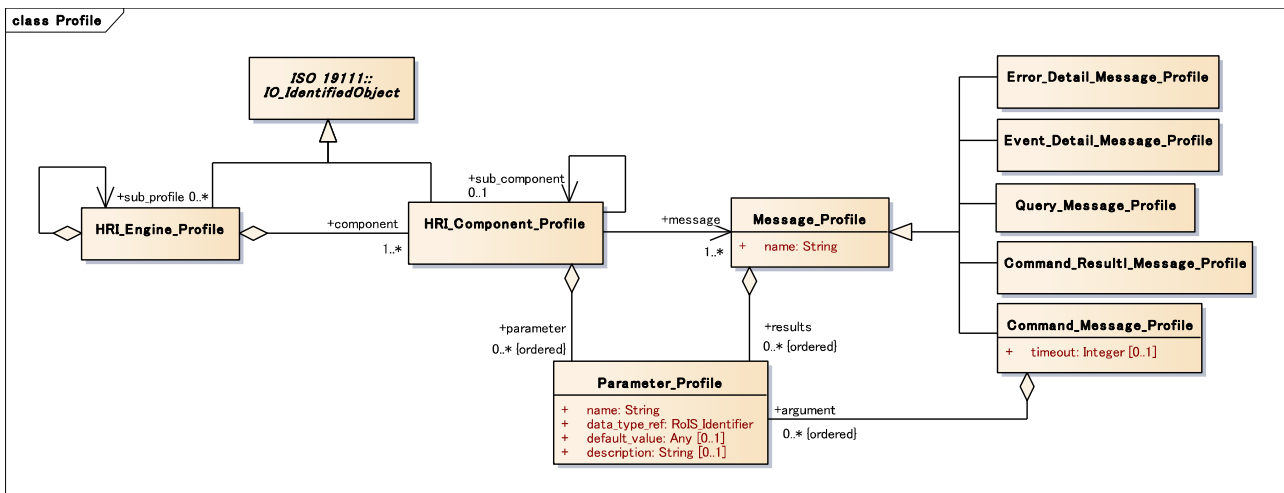 class Profile
ISO 19111::
IO_IdentifiedObject
+sub_profile 0..*
HRI_Engine_Profile
+component
1..*
+sub_component
0..1
HRI_Component_Profile
+message
1..*
Message_Profile
+ name: String
Error_Detail_Message_Profile
Event_Detail_Message_Profile
Query_Message_Profile
Command_Resultl_Message_Profile
Command_Message_Profile
+ timeout: Integer [0..1]
+parameter
0..* {ordered}
+results
0..* {ordered}
Parameter_Profile
+ name: String
+ data_type_ref: RoIS_Identifier
+ default_value: Any [0..1]
+ description: String [0..1]
+argument
0..* {ordered}